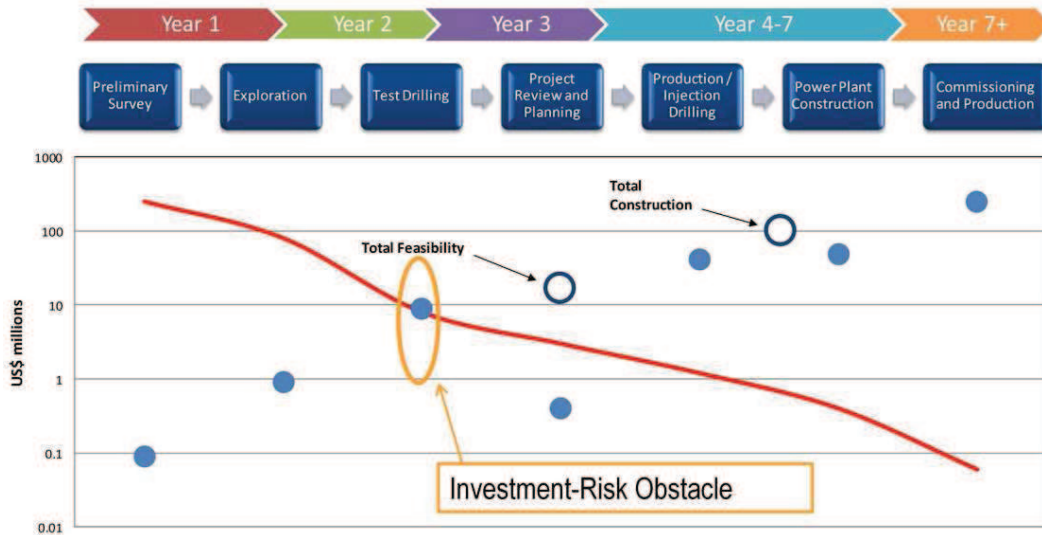 Year 1
Year 2
Year 3
Year 4-7
Year 7+
Preliminary
Survey
Exploration
Test Drilling
Project
Review and
Planning
Production /
Injection
Drilling
Power Plant
Construction
Commissioning
and Production
1000
100
10
1
0.1
0.01
US$ millions
Total Feasibility
Total
Construction
Investment-Risk Obstacle